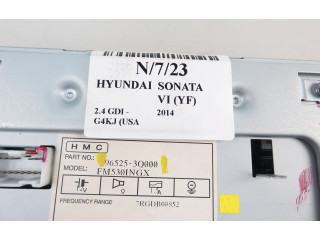 N/7/23
HYUNDAI SONATA
VI (YF)
2.4 GDI - 2014
G4KJ (USA
HMC
PART NO.: 96525-3Q000
MODEL: FM530INGX
FREQUENCY RANGE 7RGDB00852